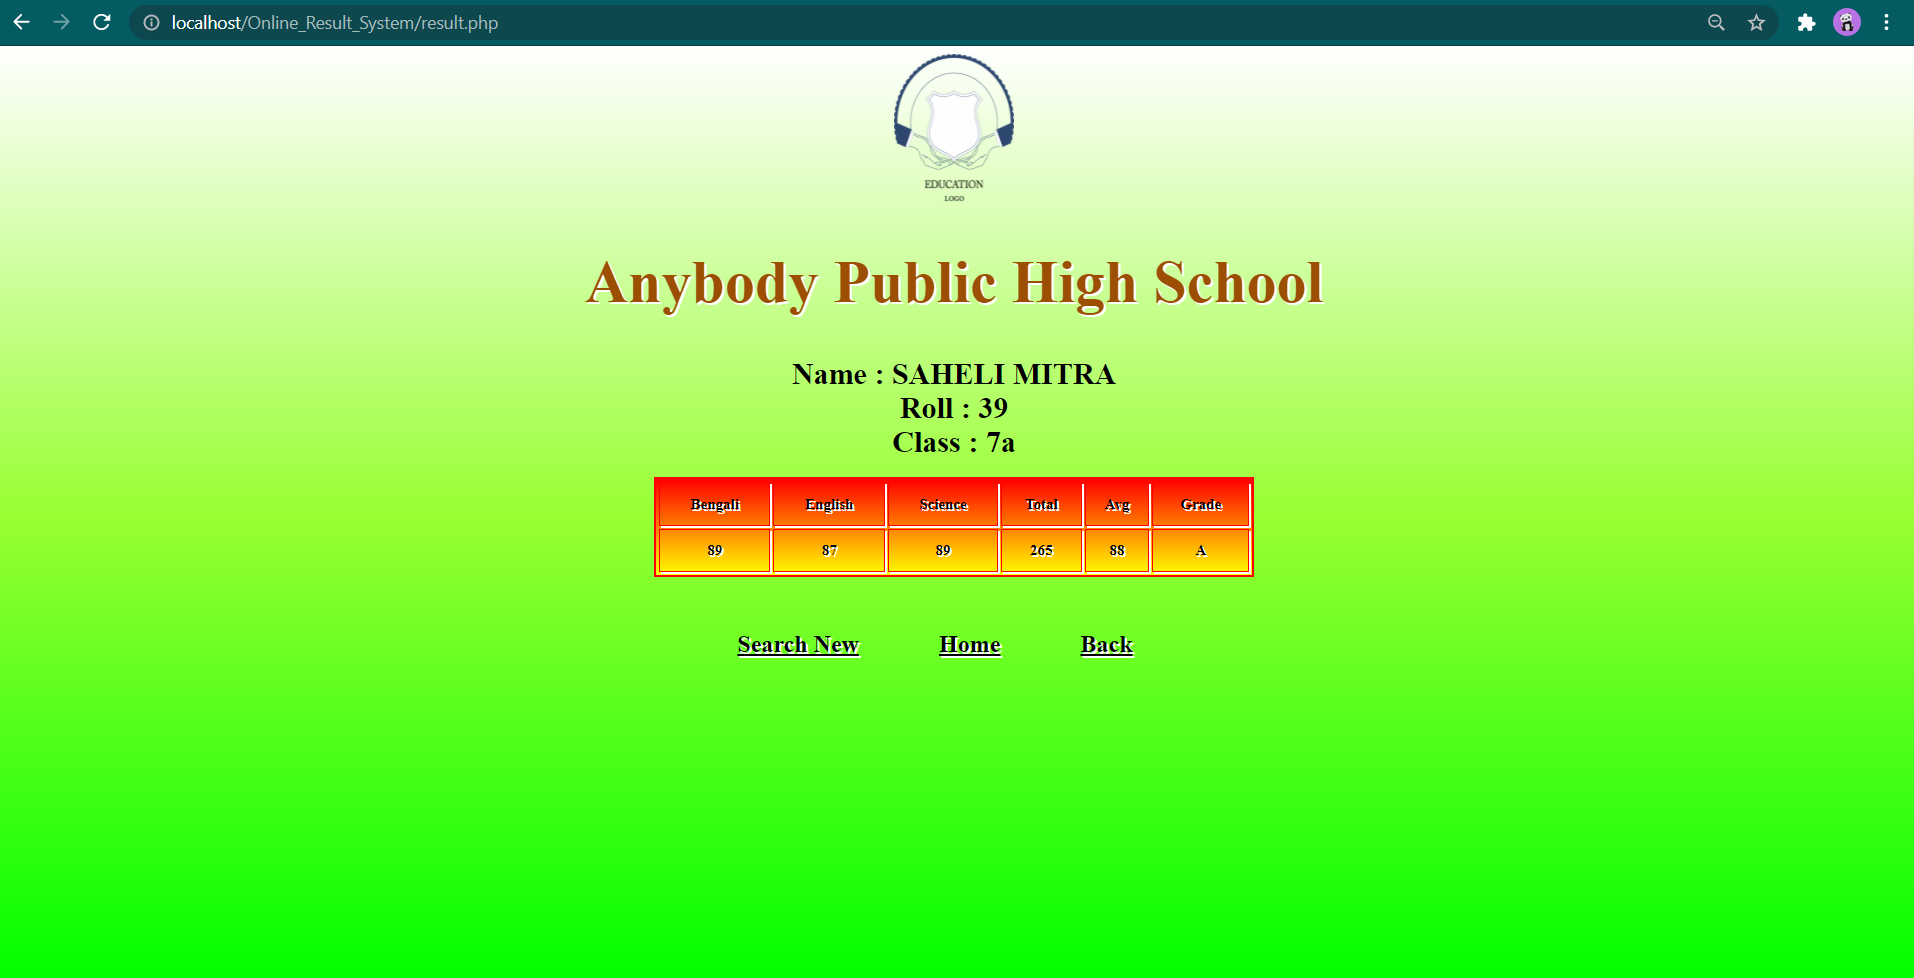 localhost/Online_Result_System/result.php
EDUCATION
LOGO
Anybody Public High School
Name : SAHELI MITRA
Roll : 39
Class : 7a
Bengali English Science Total Avg Grade
89 87 89 265 88 A
Search New Home Back